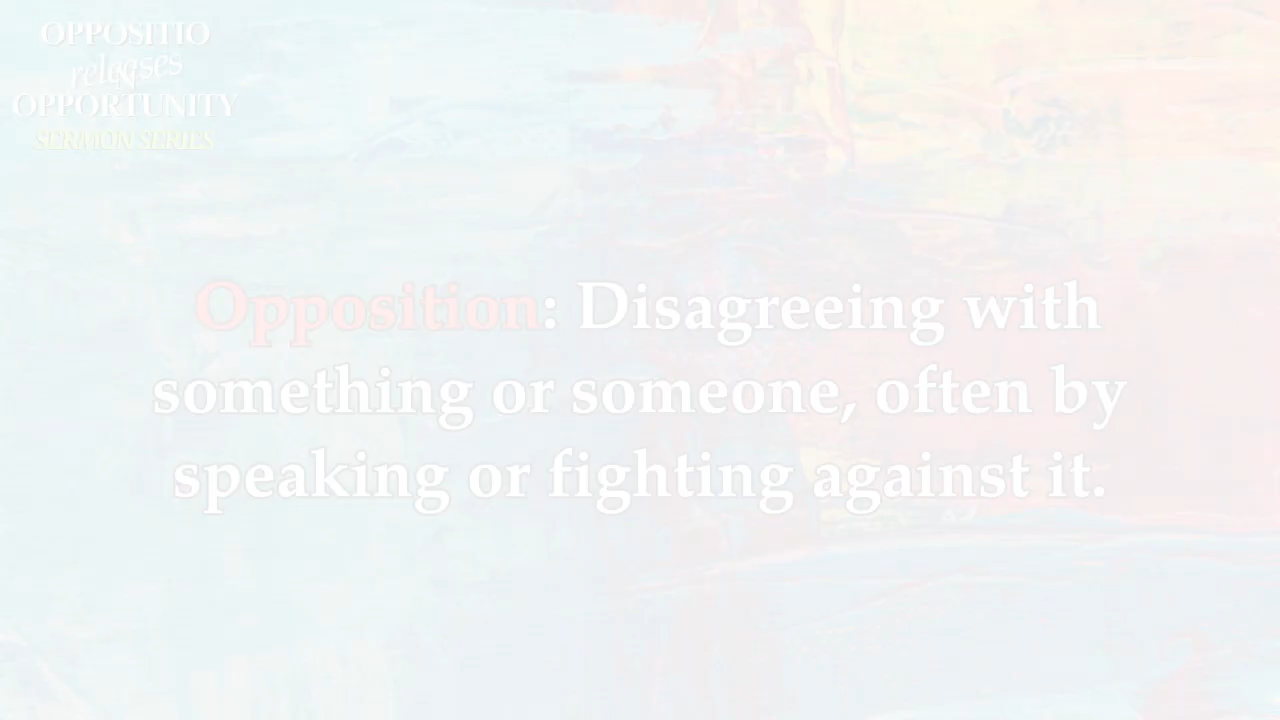 OPPOSITIO
releases
N
OPPORTUNITY
SERMON SERIES
Opposition: Disagreeing with
something or someone, often by
speaking or fighting against it.